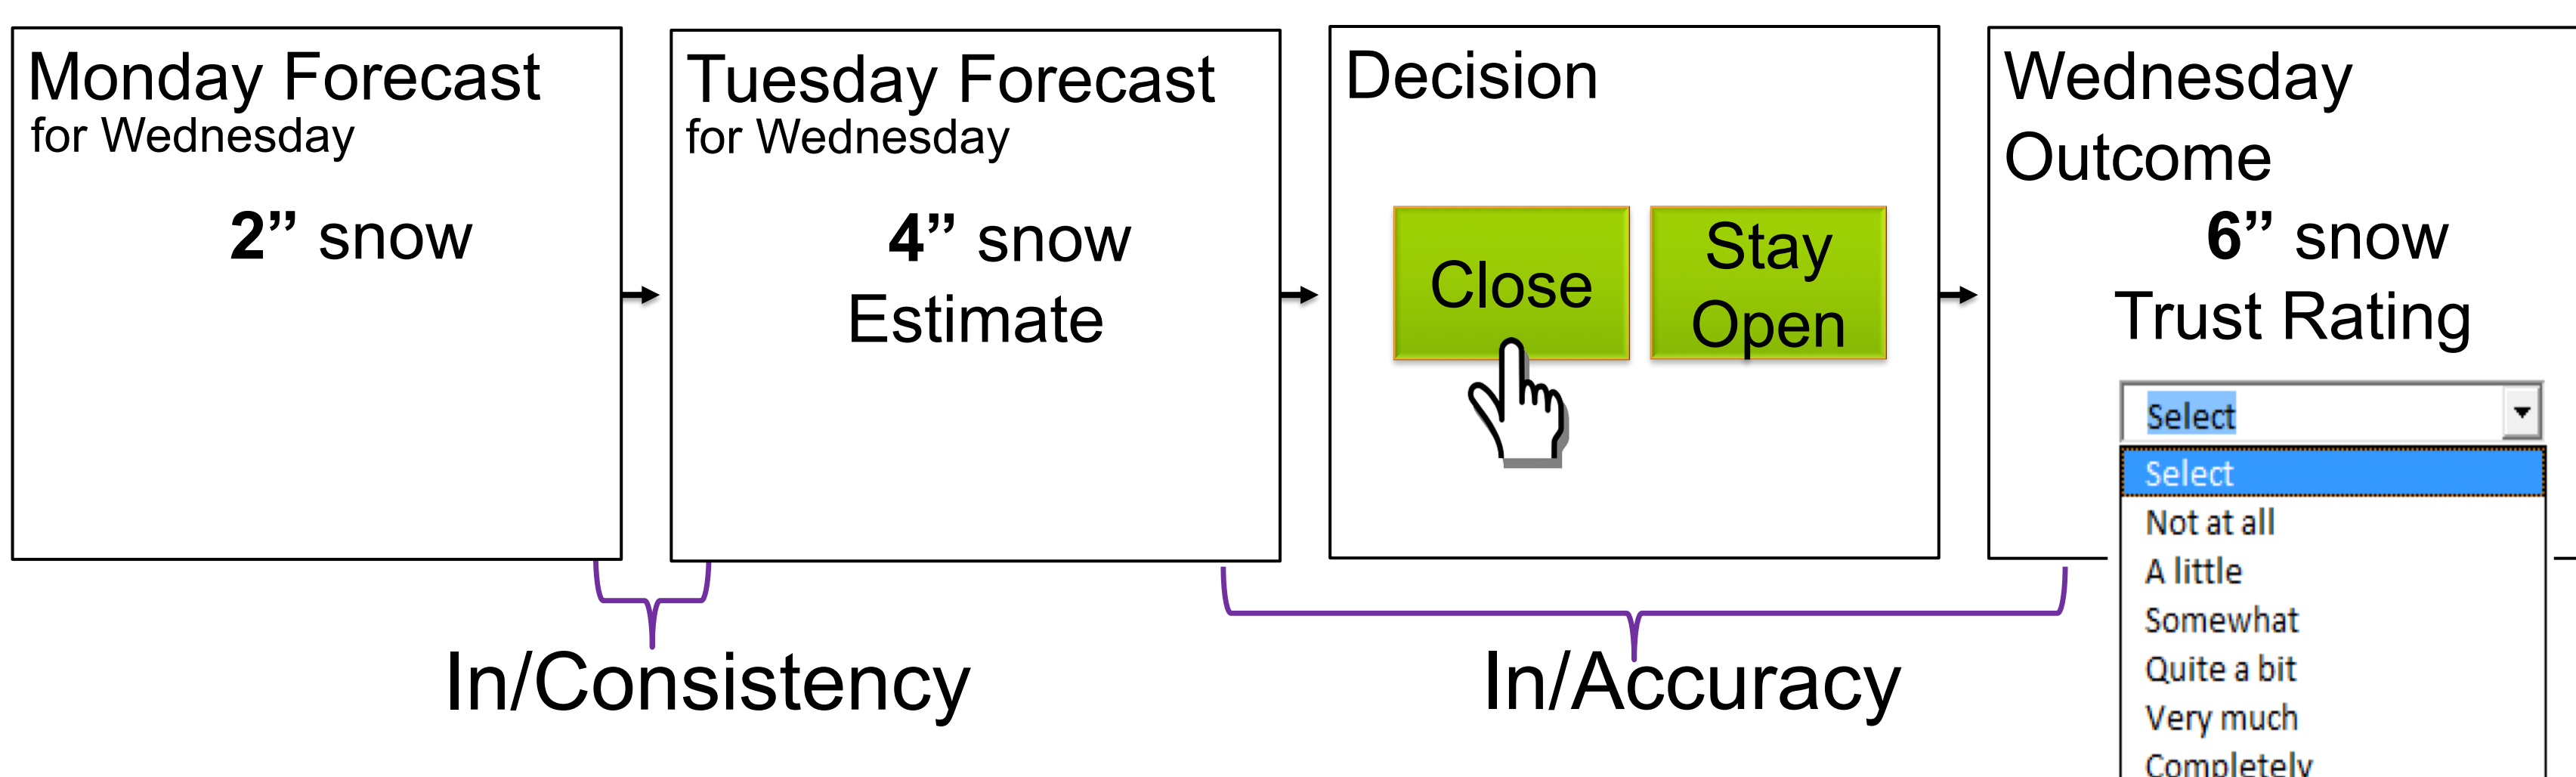 Monday Forecast
for Wednesday
2” snow
Tuesday Forecast
for Wednesday
4” snow
Estimate
Decision
Close
Stay
Open
Wednesday
Outcome
6” snow
Trust Rating
Select
Select
Not at all
A little
Somewhat
Quite a bit
Very much
Completely
In/Consistency
In/Accuracy